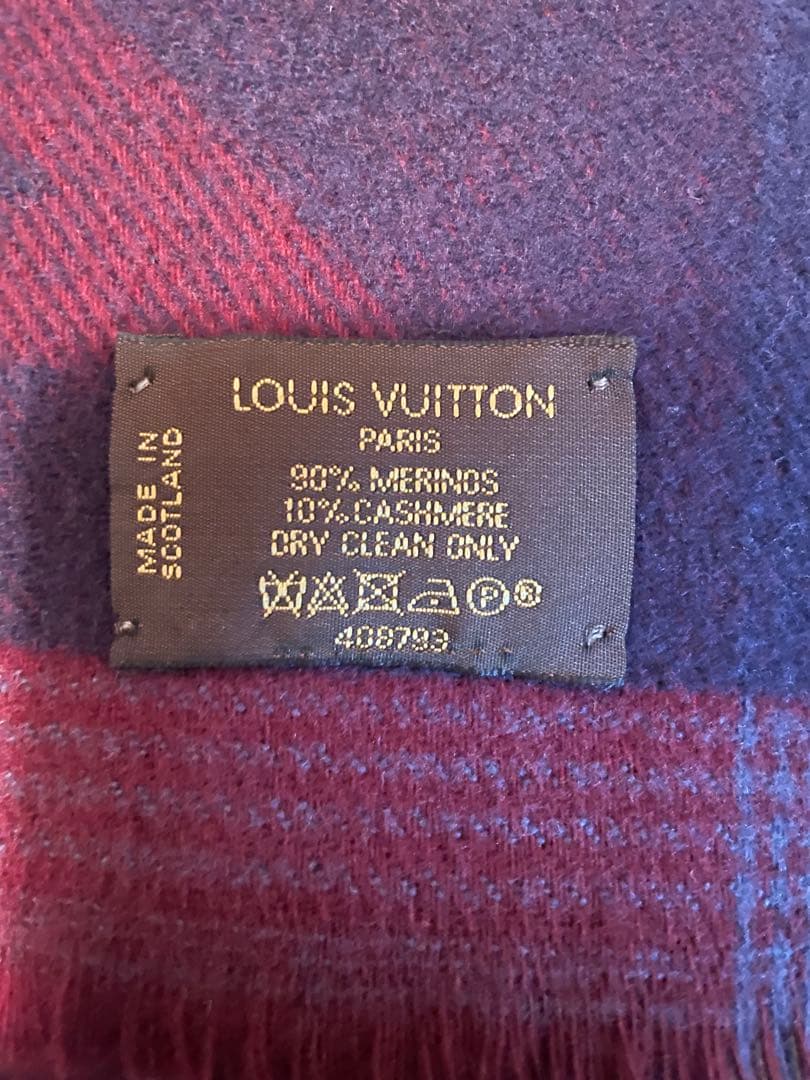 LOUIS VUITTON
PARIS
90% MERINOS
10% CASHMERE
DRY CLEAN ONLY
P ®
408793
MADE IN
SCOTLAND